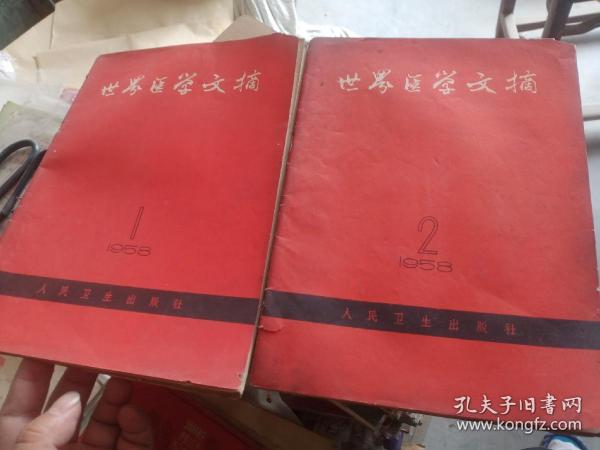 世界医学文摘
1
1958
人民卫生出版社
世界医学文摘
2
1958
人民卫生出版社
孔夫子旧书网
www.kongfz.com